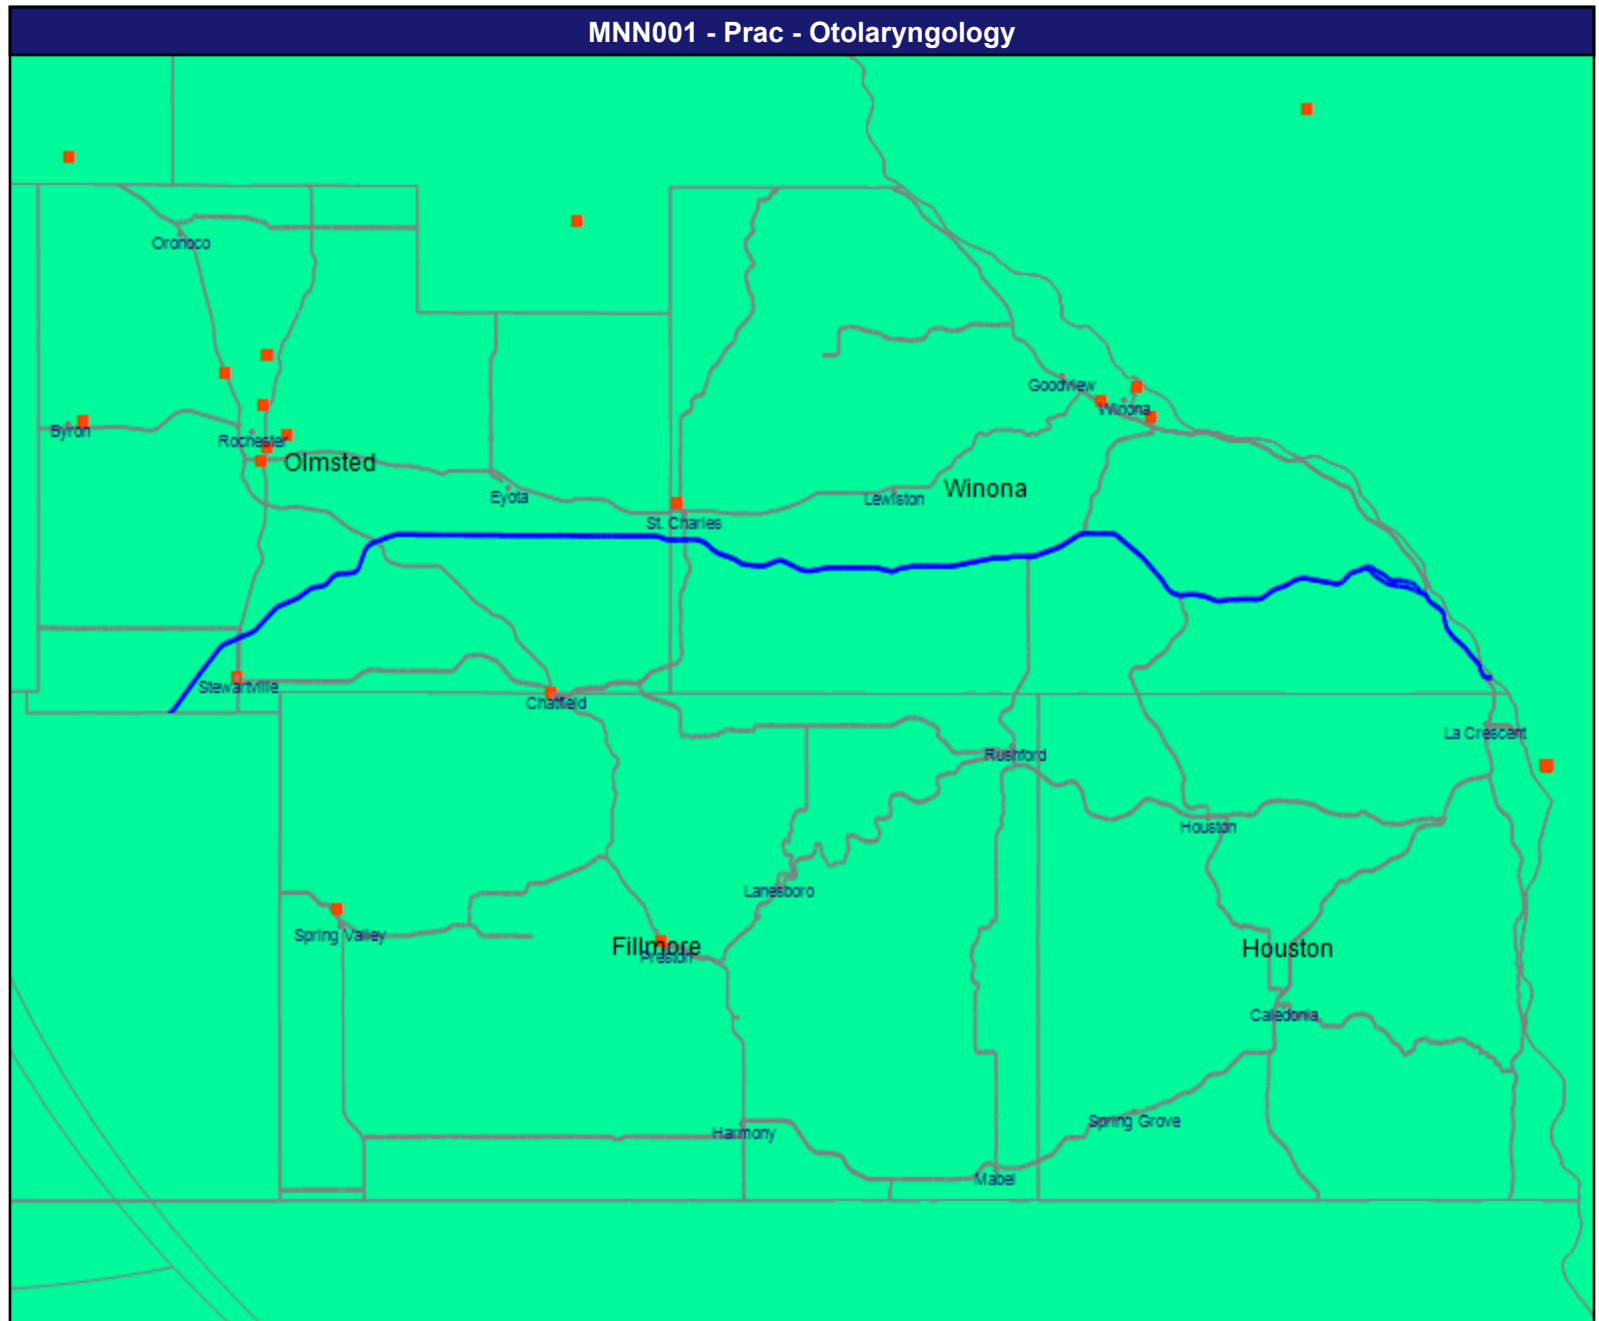 MNN001 - Prac - Otolaryngology
Oronoco
Goodview
Winona
Byron
Rochester
Olmsted
Eyota
Lewiston
Winona
St. Charles
Stewartville
Chatfield
La Crescent
Rushford
Houston
Lanesboro
Spring Valley
Fillmore
Preston
Houston
Caledonia
Spring Grove
Harmony
Mabel